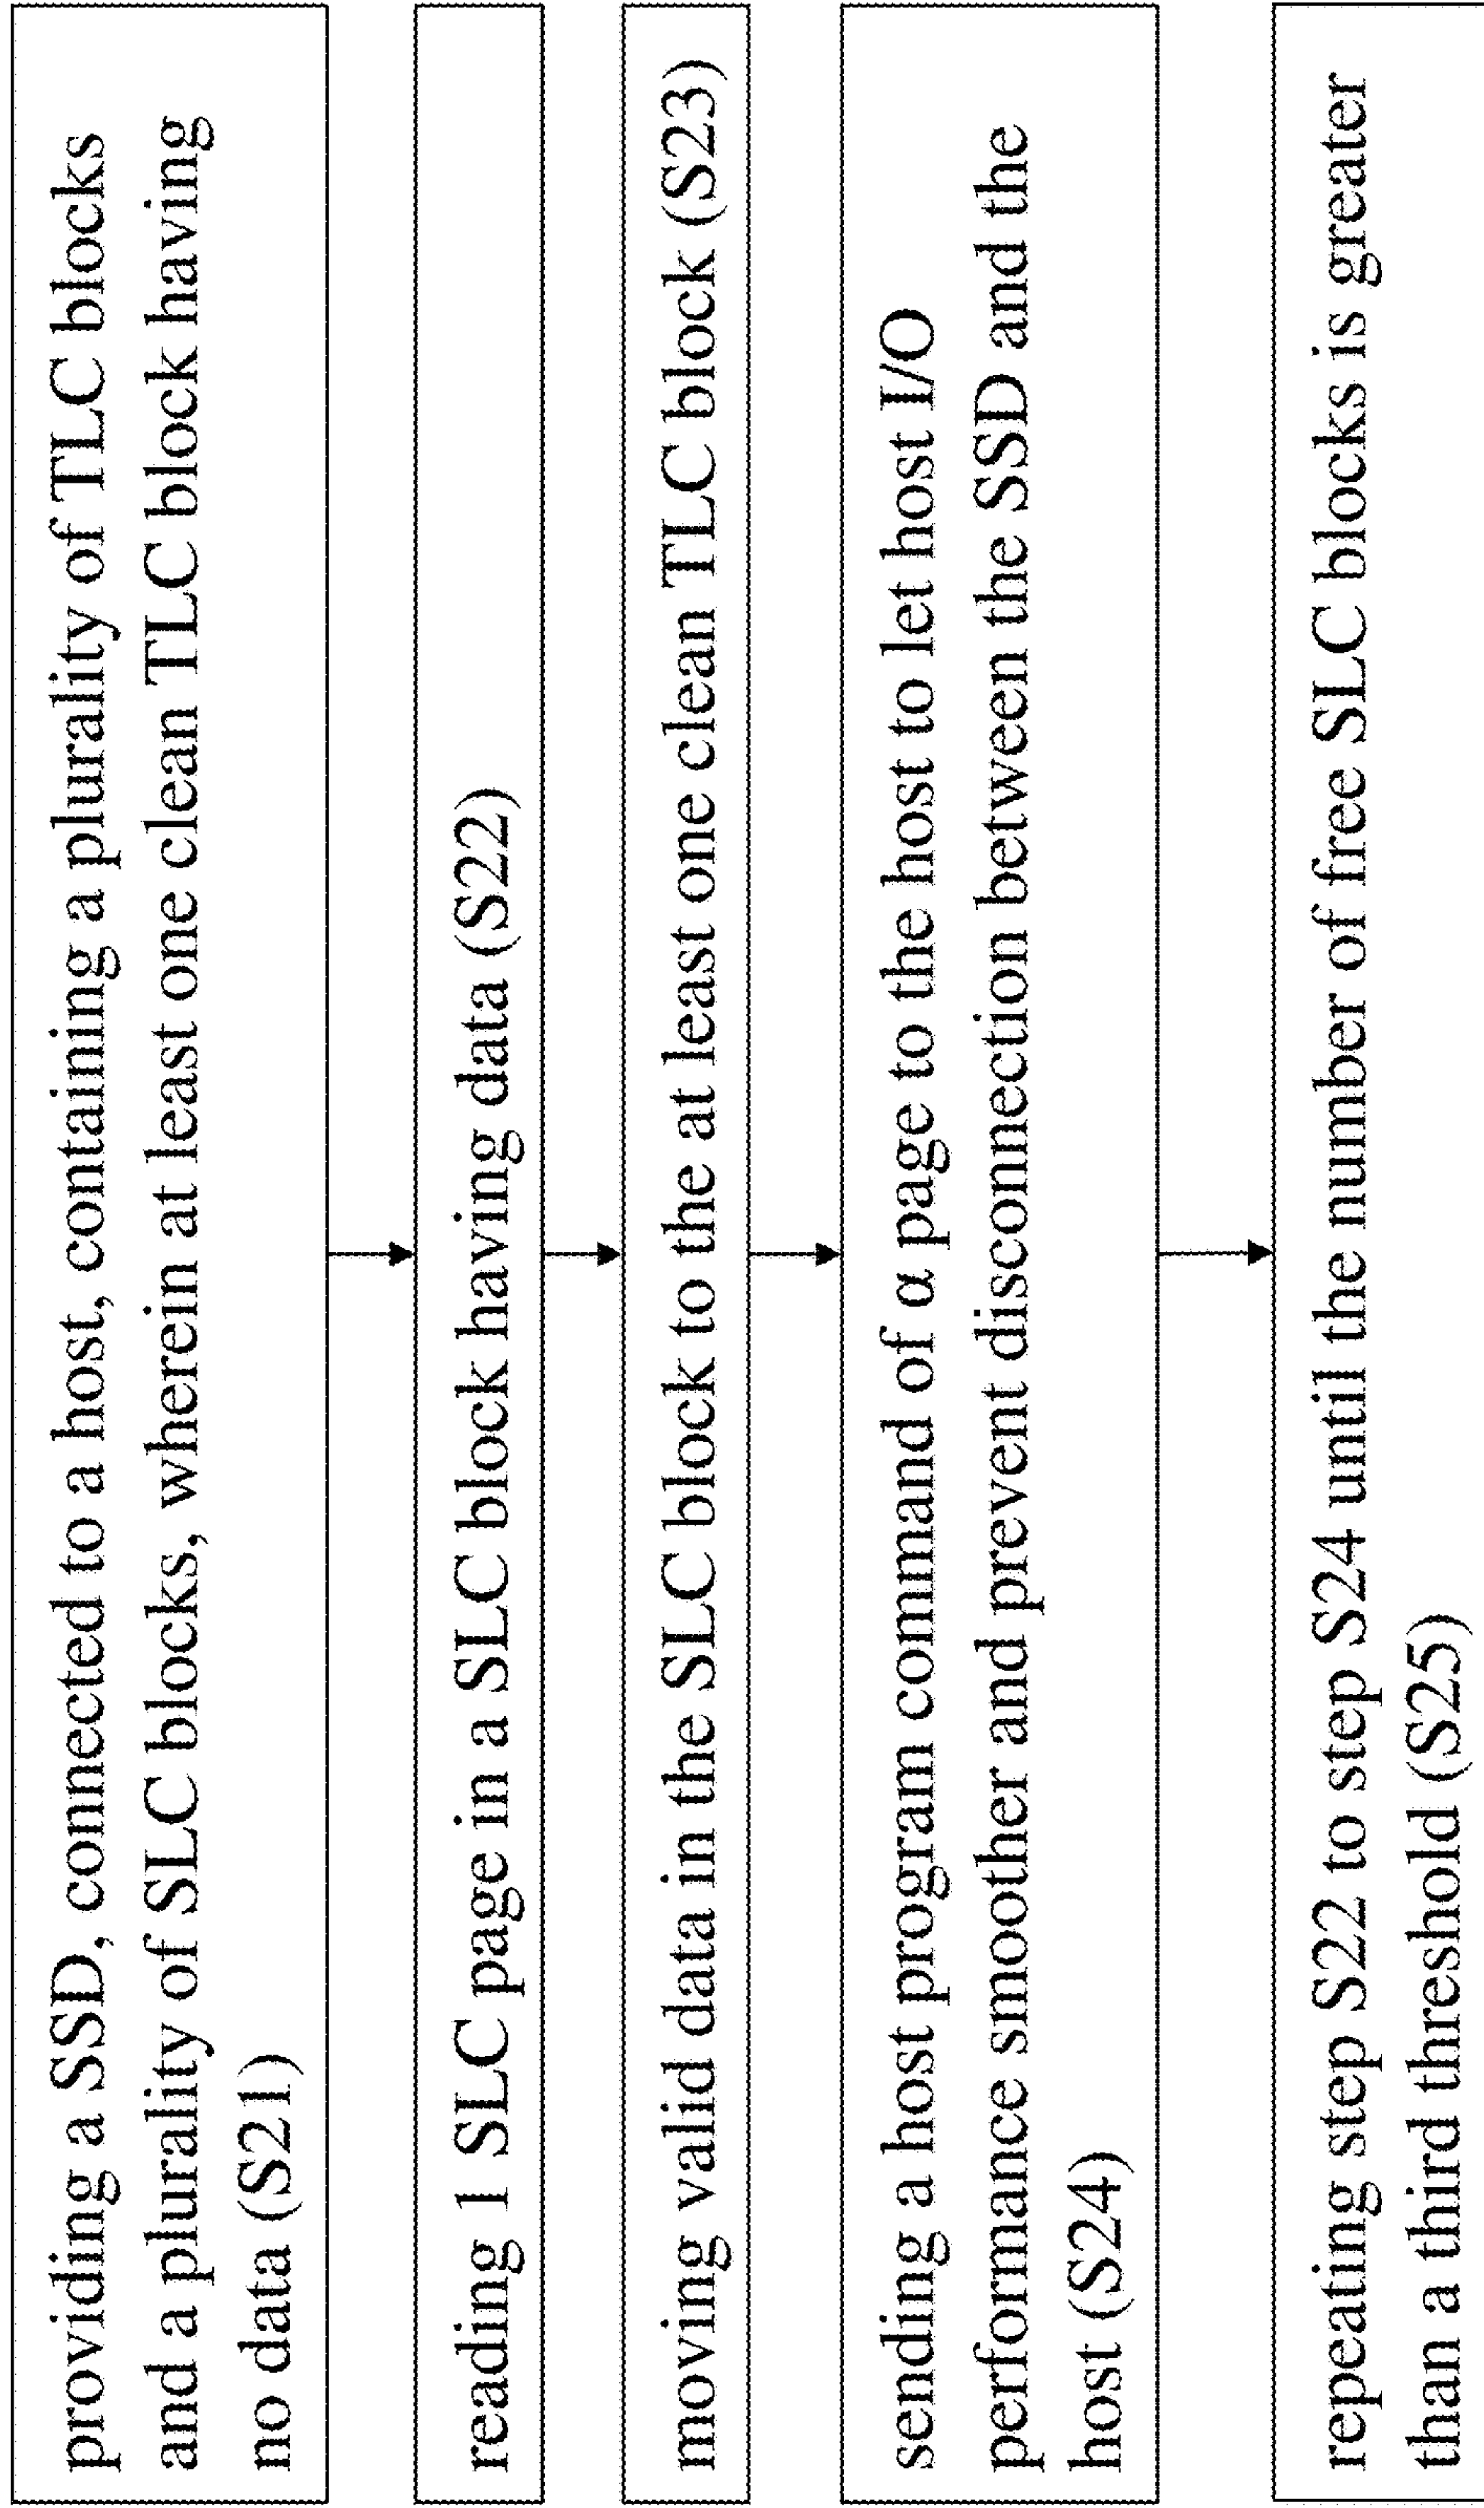 providing a SSD, connected to a host, containing a plurality of TLC blocks
and a plurality of SLC blocks, wherein at least one clean TLC block having
no data (S21)
reading 1 SLC page in a SLC block having data (S22)
moving valid data in the SLC block to the at least one clean TLC block (S23)
sending a host program command of α page to the host to let host I/O
performance smoother and prevent disconnection between the SSD and the
host (S24)
repeating step S22 to step S24 until the number of free SLC blocks is greater
than a third threshold (S25)